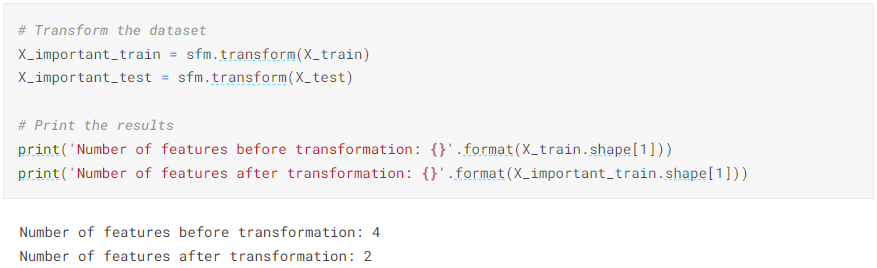 # Transform the dataset
X_important_train = sfm.transform(X_train)
X_important_test = sfm.transform(X_test)
# Print the results
print('Number of features before transformation: {}'.format(X_train.shape[1]))
print('Number of features after transformation: {}'.format(X_important_train.shape[1]))
Number of features before transformation: 4
Number of features after transformation: 2